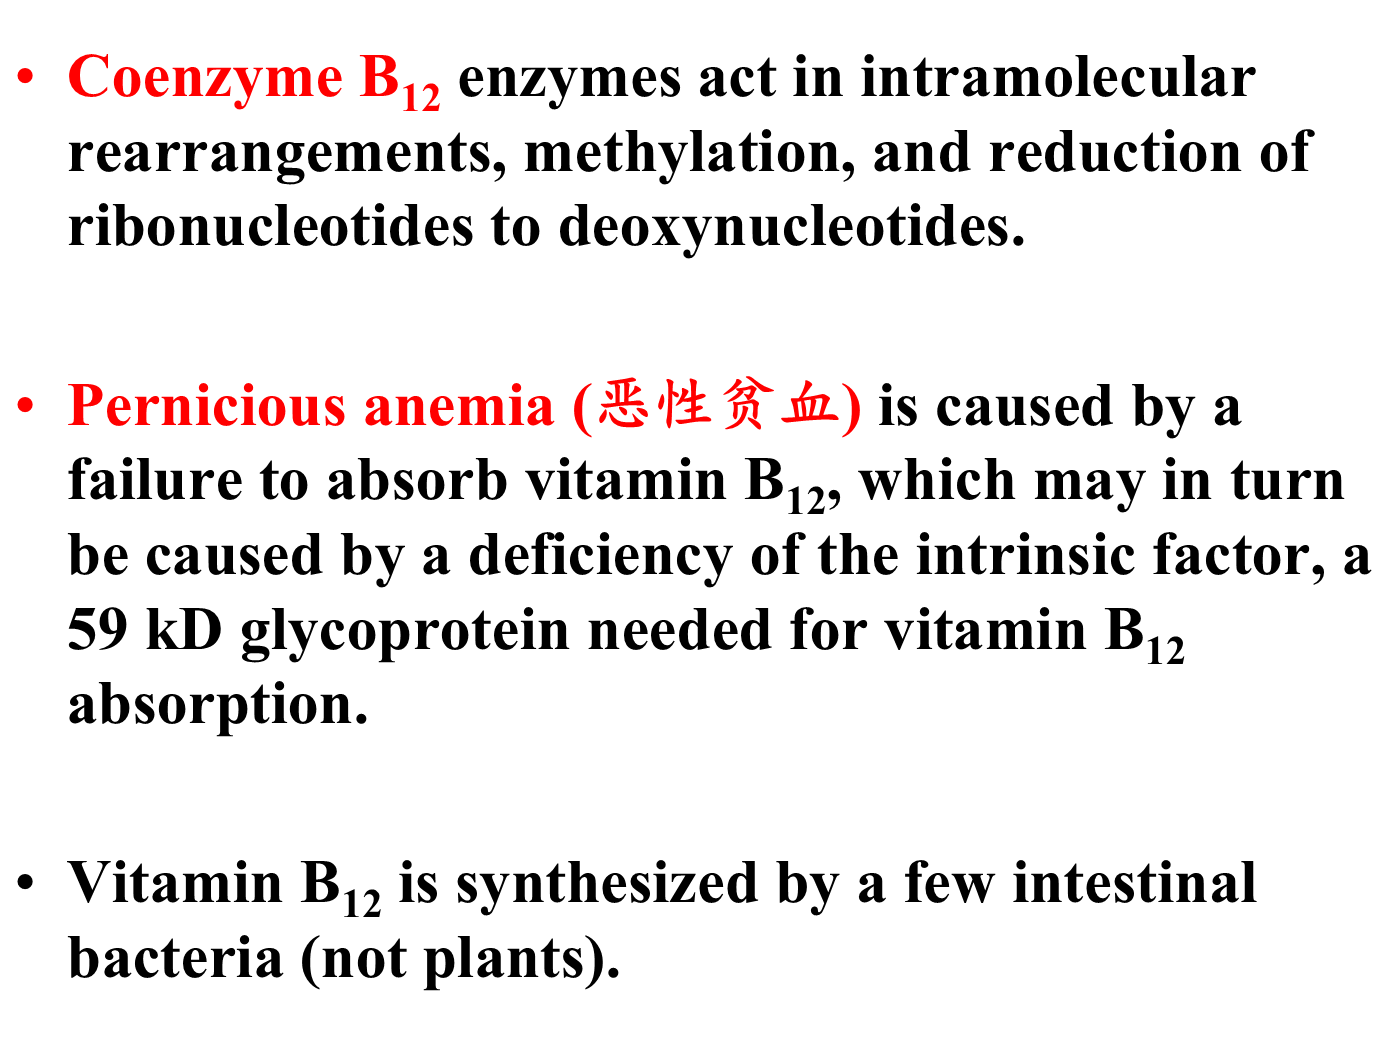 • Coenzyme B12 enzymes act in intramolecular
rearrangements, methylation, and reduction of
ribonucleotides to deoxynucleotides.
• Pernicious anemia (恶性贫血) is caused by a
failure to absorb vitamin B12, which may in turn
be caused by a deficiency of the intrinsic factor, a
59 kD glycoprotein needed for vitamin B12
absorption.
• Vitamin B12 is synthesized by a few intestinal
bacteria (not plants).